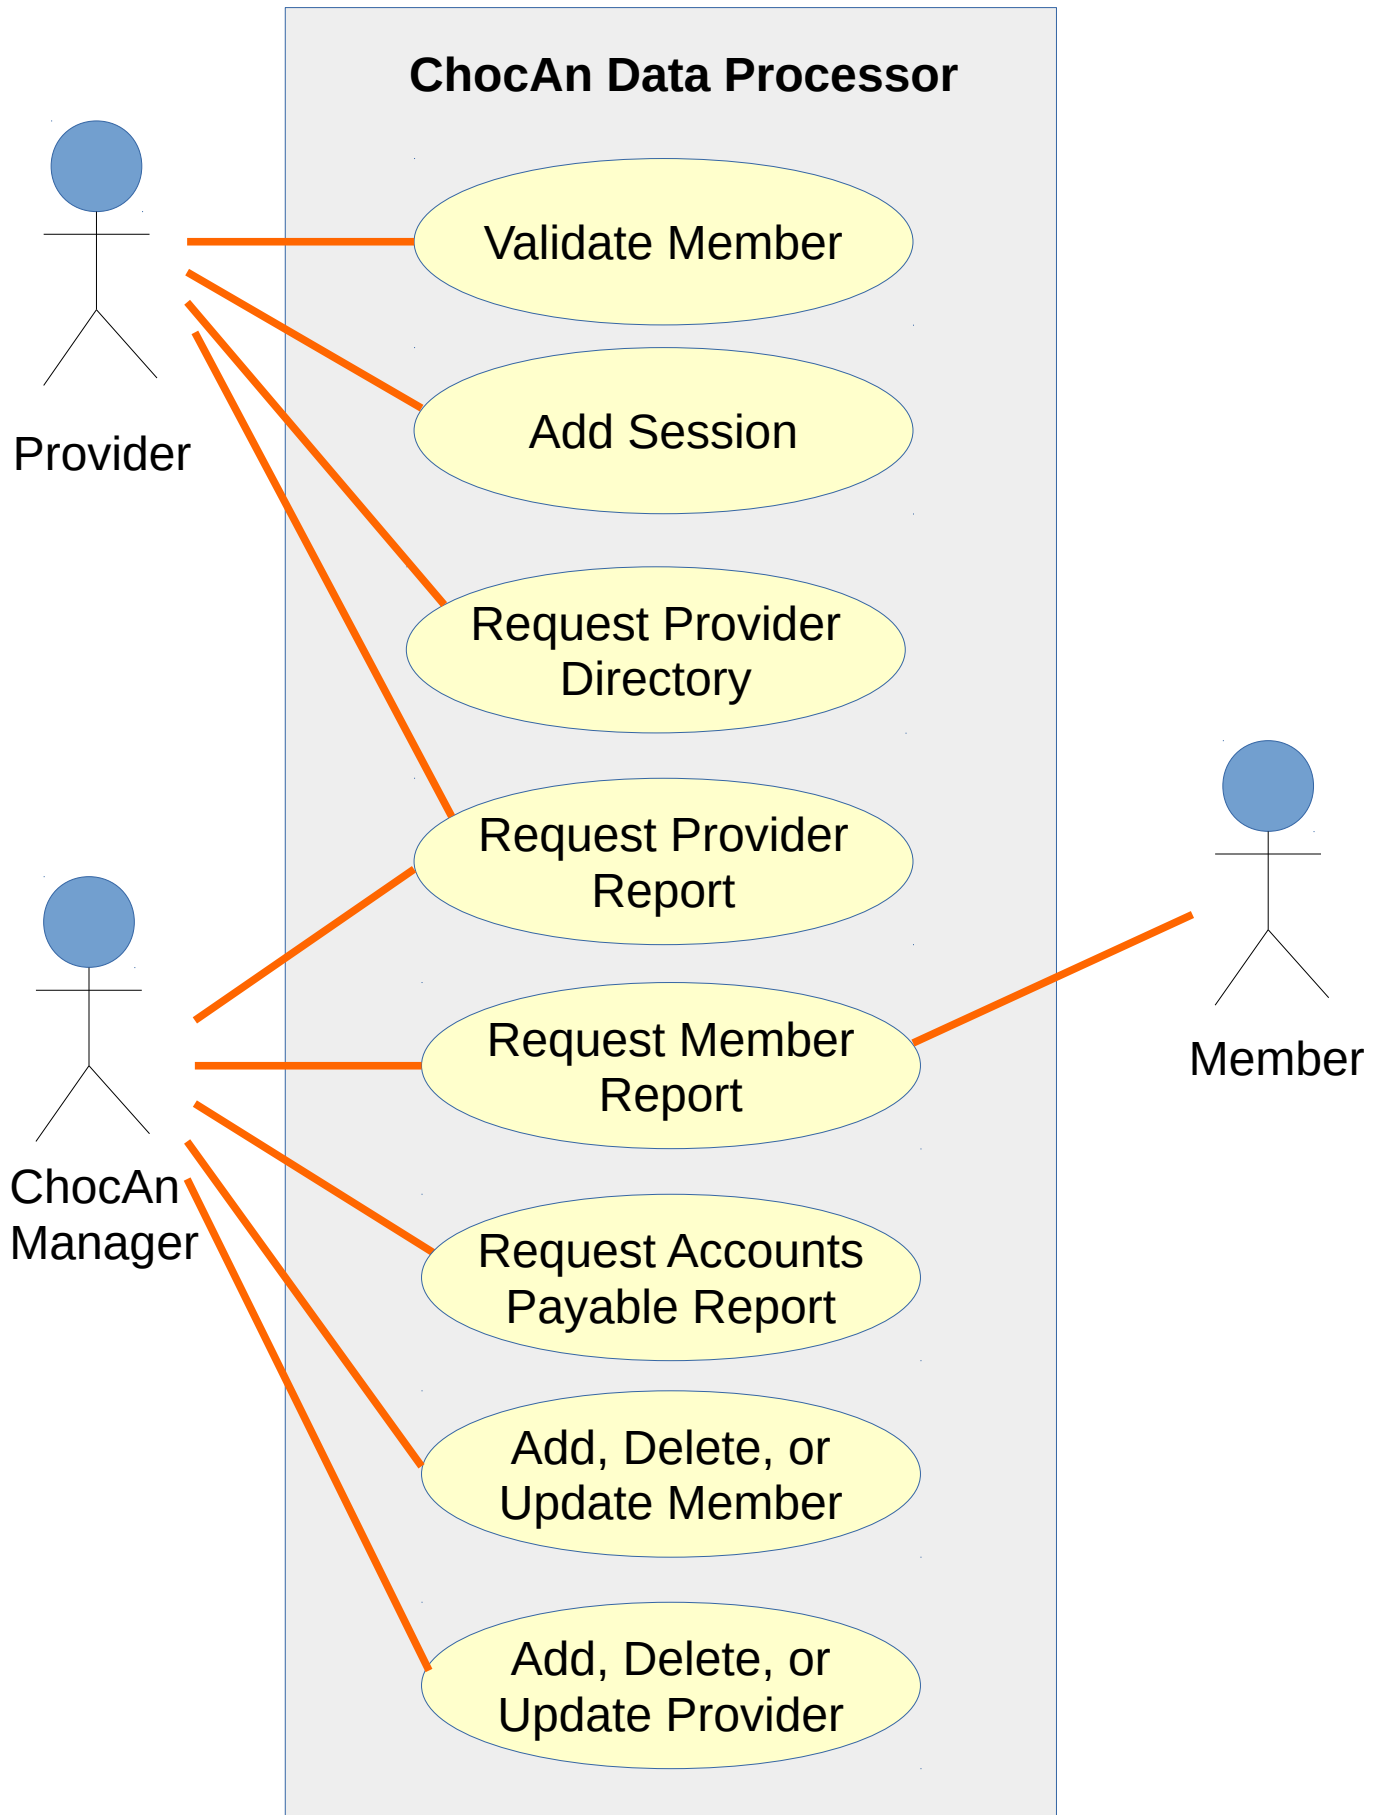 ChocAn Data Processor
Validate Member
Add Session
Provider
Request Provider
Directory
Request Provider
Report
Request Member
Report
Member
ChocAn
Manager
Request Accounts
Payable Report
Add, Delete, or
Update Member
Add, Delete, or
Update Provider